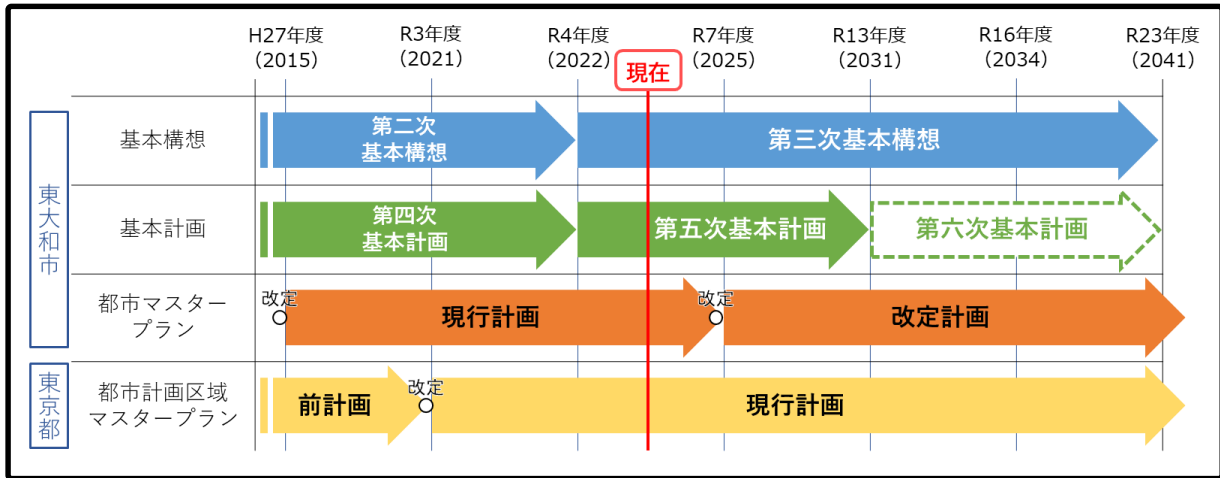 H27年度 R3年度 R4年度 R7年度 R13年度 R16年度 R23年度
(2015) (2021) (2022) (2025) (2031) (2034) (2041)
現在
東大和市
基本構想
第二次
基本構想
第三次基本構想
基本計画
第四次
基本計画
第五次基本計画
第六次基本計画
都市マスター
プラン
改定
現行計画
改定
改定計画
東京都
都市計画区域
マスタープラン
前計画
改定
現行計画